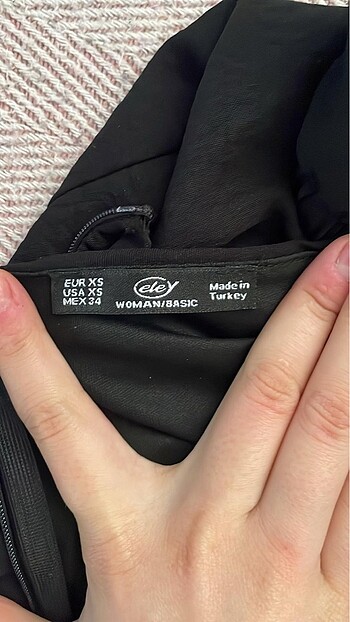 EUR XS
USA XS
MEX 34
eley
WOMAN/BASIC
Made in
Turkey